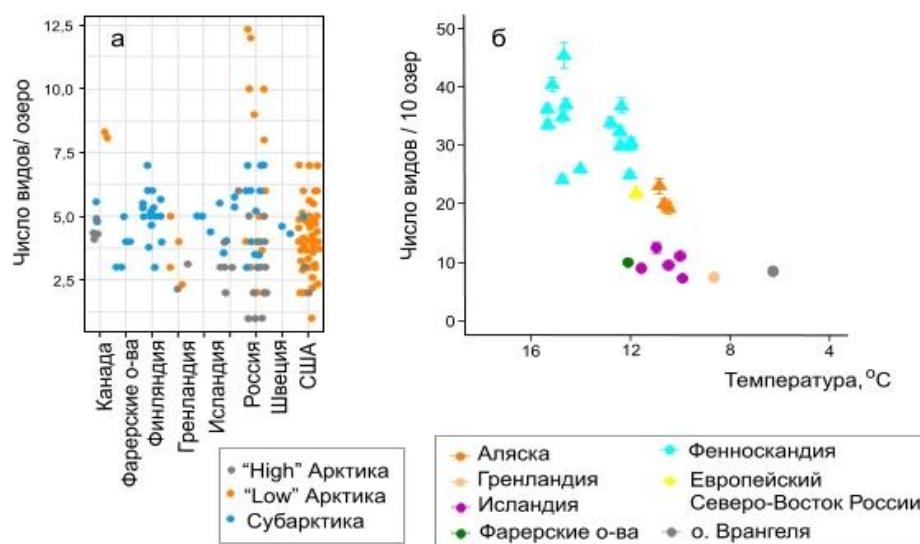 а
Число видов/ озеро
12,5
10,0
7,5
5,0
2,5
Канада
Фарерские о-ва
Финляндия
Гренландия
Исландия
Россия
Швеция
США
"High" Арктика
"Low" Арктика
Субарктика
б
Число видов / 10 озер
50
40
30
20
10
0
16
12
8
4
Температура, °С
Аляска
Гренландия
Исландия
Фарерские о-ва
Фенноскандия
Европейский
Северо-Восток России
о. Врангеля